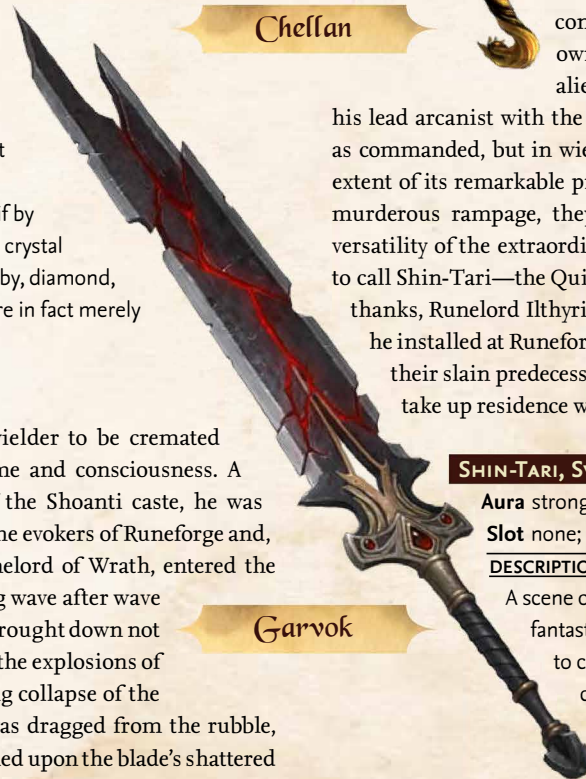 Chellan
t
if by
crystal
by, diamond,
re in fact merely
ielder to be cremated
me and consciousness. A
the Shoanti caste, he was
he evokers of Runeforge and,
nelord of Wrath, entered the
g wave after wave
rought down not
the explosions of
ng collapse of the
as dragged from the rubble,
ed upon the blade's shattered
Garvok
con
own
alie
his lead arcanist with the
as commanded, but in wie
extent of its remarkable p
murderous rampage, they
versatility of the extraordi
to call Shin-Tari—the Qui
thanks, Runelord Ilthyri
he installed at Runefor
their slain predecess
take up residence w
SHIN-TARI, S
Aura strong
Slot none;
DESCRIPTIO
A scene o
fantast
to c